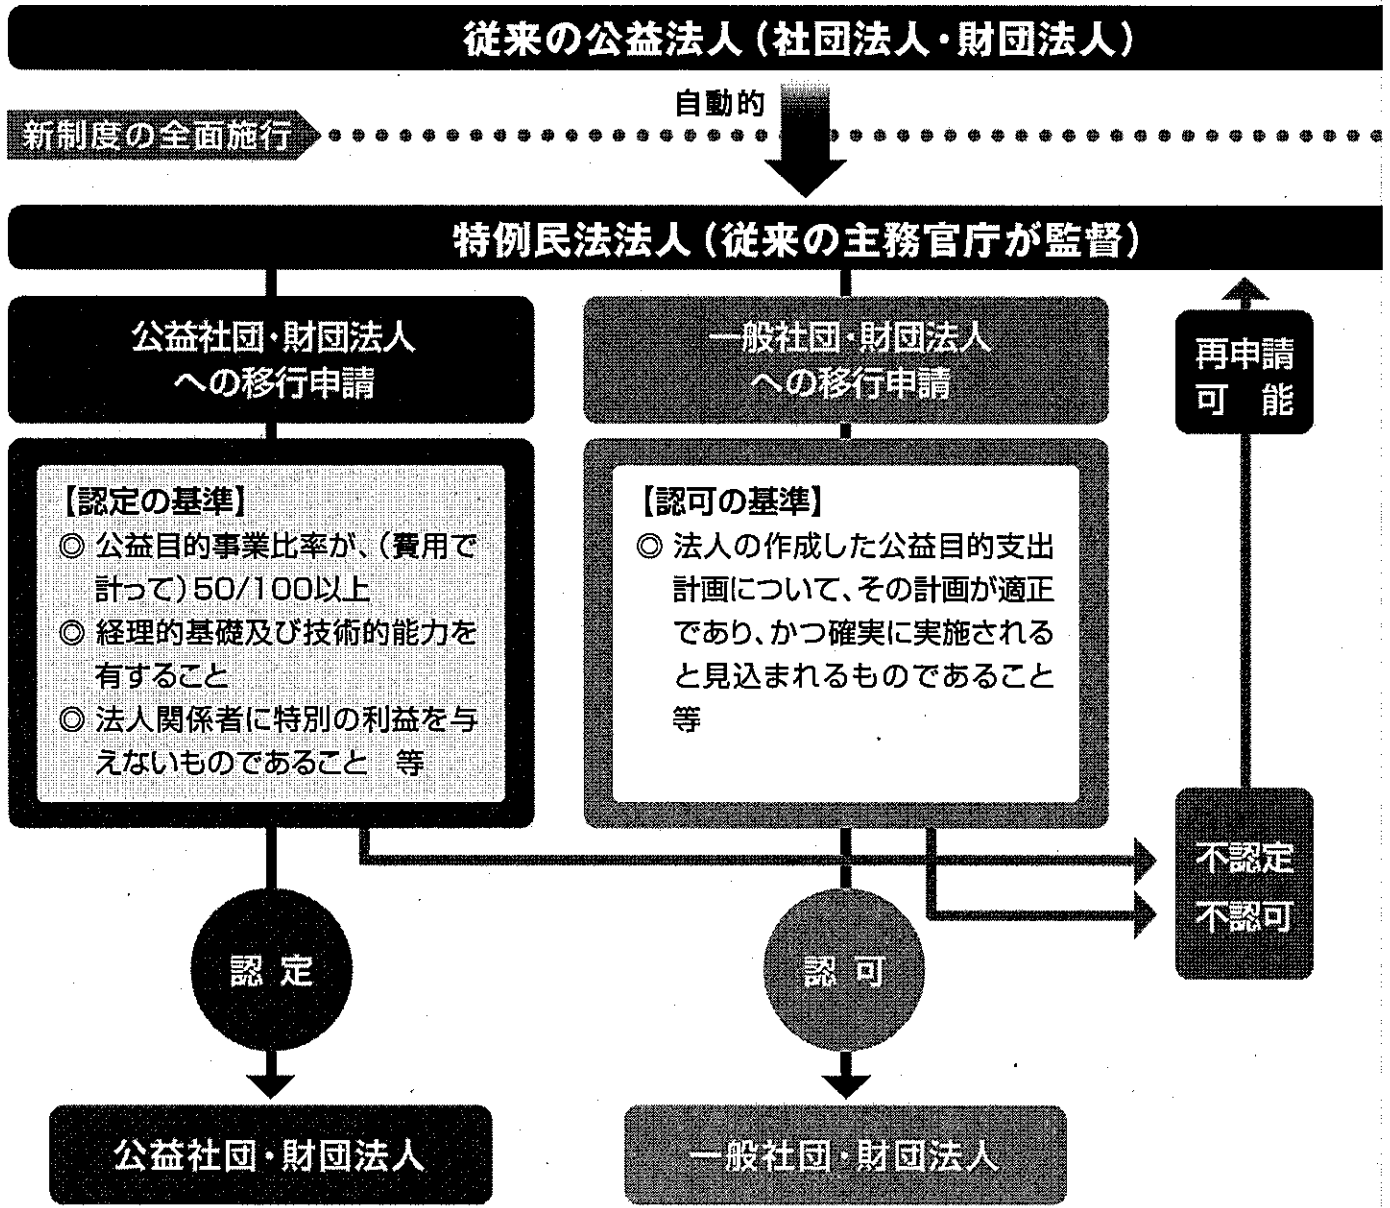 従来の公益法人（社団法人・財団法人）
自動的
新制度の全面施行
特例民法法人（従来の主務官庁が監督）
公益社団・財団法人
への移行申請
一般社団・財団法人
への移行申請
再申請
可　能
【認定の基準】
◎ 公益目的事業比率が、（費用で
計って）50/100以上
◎ 経理的基礎及び技術的能力を
有すること
◎ 法人関係者に特別の利益を与
えないものであること　等
【認可の基準】
◎ 法人の作成した公益目的支出
計画について、その計画が適正
であり、かつ確実に実施される
と見込まれるものであること
等
不認定
不認可
認 定
認 可
公益社団・財団法人
一般社団・財団法人